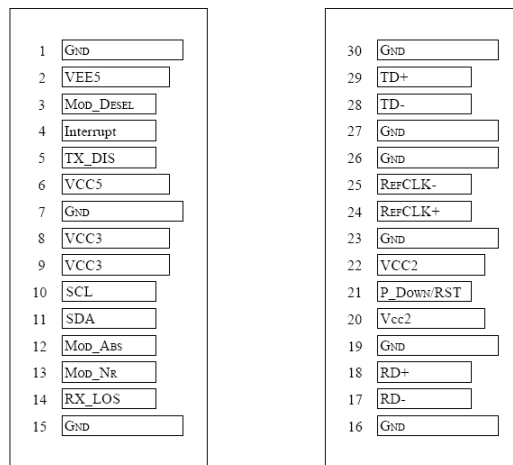 1 GND
2 VEE5
3 MOD_DESEL
4 Interrupt
5 TX_DIS
6 VCC5
7 GND
8 VCC3
9 VCC3
10 SCL
11 SDA
12 MOD_ABS
13 MOD_NR
14 RX_LOS
15 GND
30 GND
29 TD+
28 TD-
27 GND
26 GND
25 REFCLK-
24 REFCLK+
23 GND
22 VCC2
21 P_DOWN/RST
20 Vcc2
19 GND
18 RD+
17 RD-
16 GND